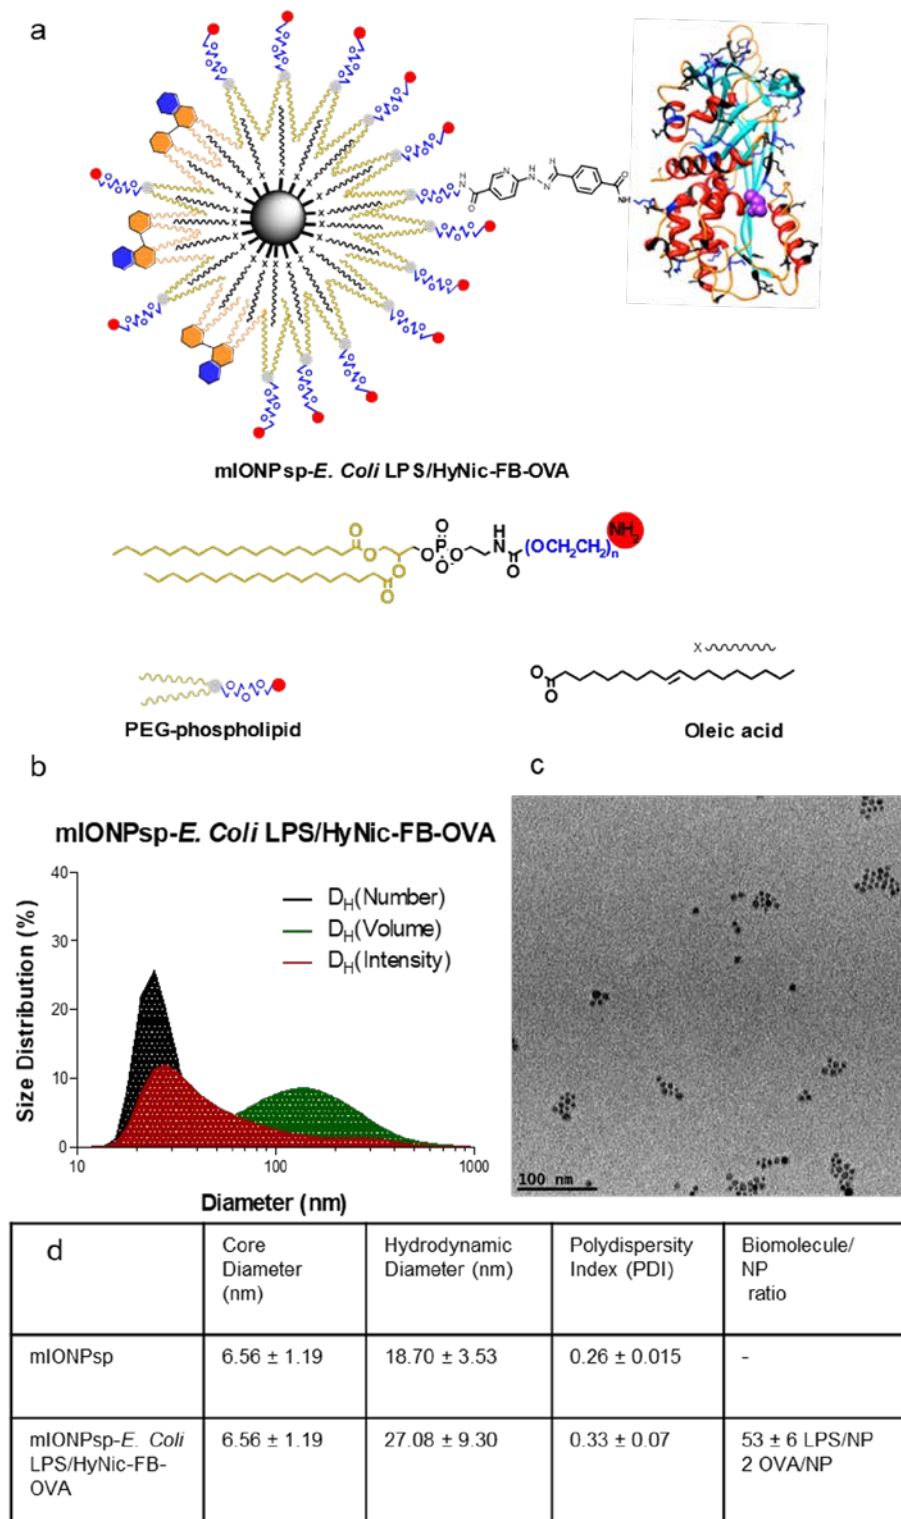 a
mIONPsp-E. Coli LPS/HyNic-FB-OVA
NH₂
O
O
O
O
O
P
O
O
H
N
O
(OCH₂CH₂)n
PEG-phospholipid
X
O
O
Oleic acid
b
c
mIONPsp-E. Coli LPS/HyNic-FB-OVA
Size Distribution (%)
40
30
20
10
0
D_H(Number)
D_H(Volume)
D_H(Intensity)
10
100
1000
Diameter (nm)
100 nm
d
Core Diameter (nm)
Hydrodynamic Diameter (nm)
Polydispersity Index (PDI)
Biomolecule/ NP ratio
mIONPsp
6.56 ± 1.19
18.70 ± 3.53
0.26 ± 0.015
-
mIONPsp-E. Coli LPS/HyNic-FB-OVA
6.56 ± 1.19
27.08 ± 9.30
0.33 ± 0.07
53 ± 6 LPS/NP
2 OVA/NP